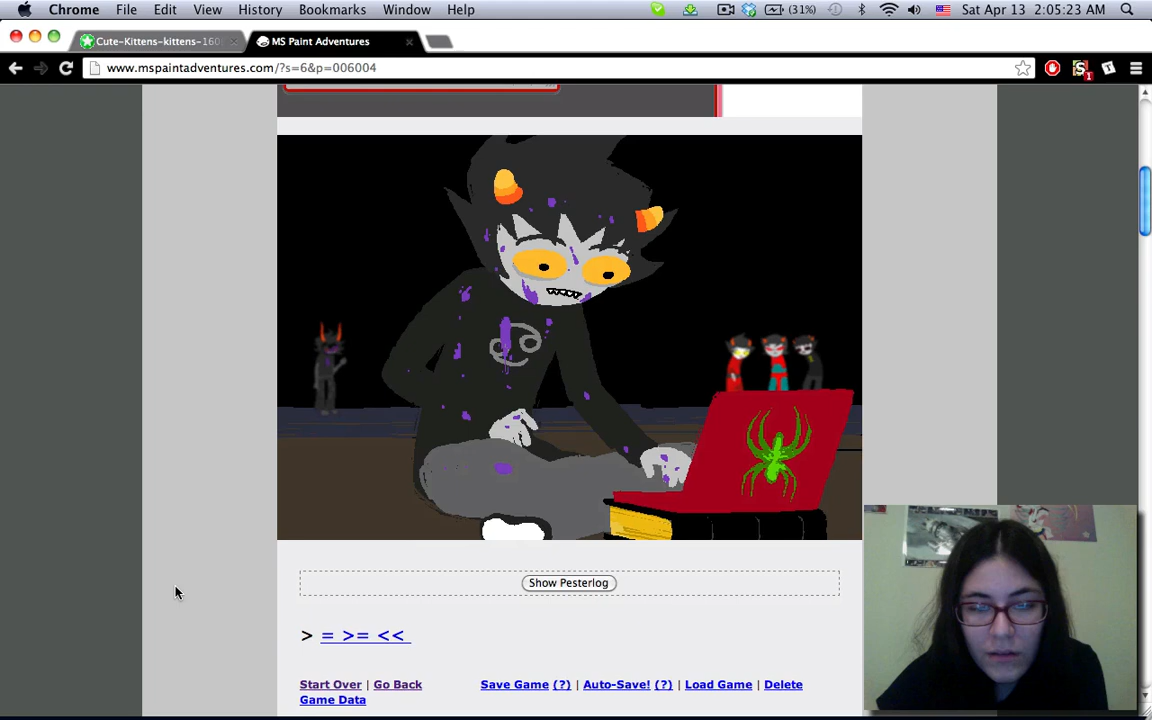 Chrome File Edit View History Bookmarks Window Help (31%) Sat Apr 13 2:05:23 AM
Cute-Kittens-kittens-160 MS Paint Adventures
www.mspaintadventures.com/?s=6&p=006004
1
Show Pesterlog
> = >= <<
Start Over | Go Back Save Game (?) | Auto-Save! (?) | Load Game | Delete
Game Data